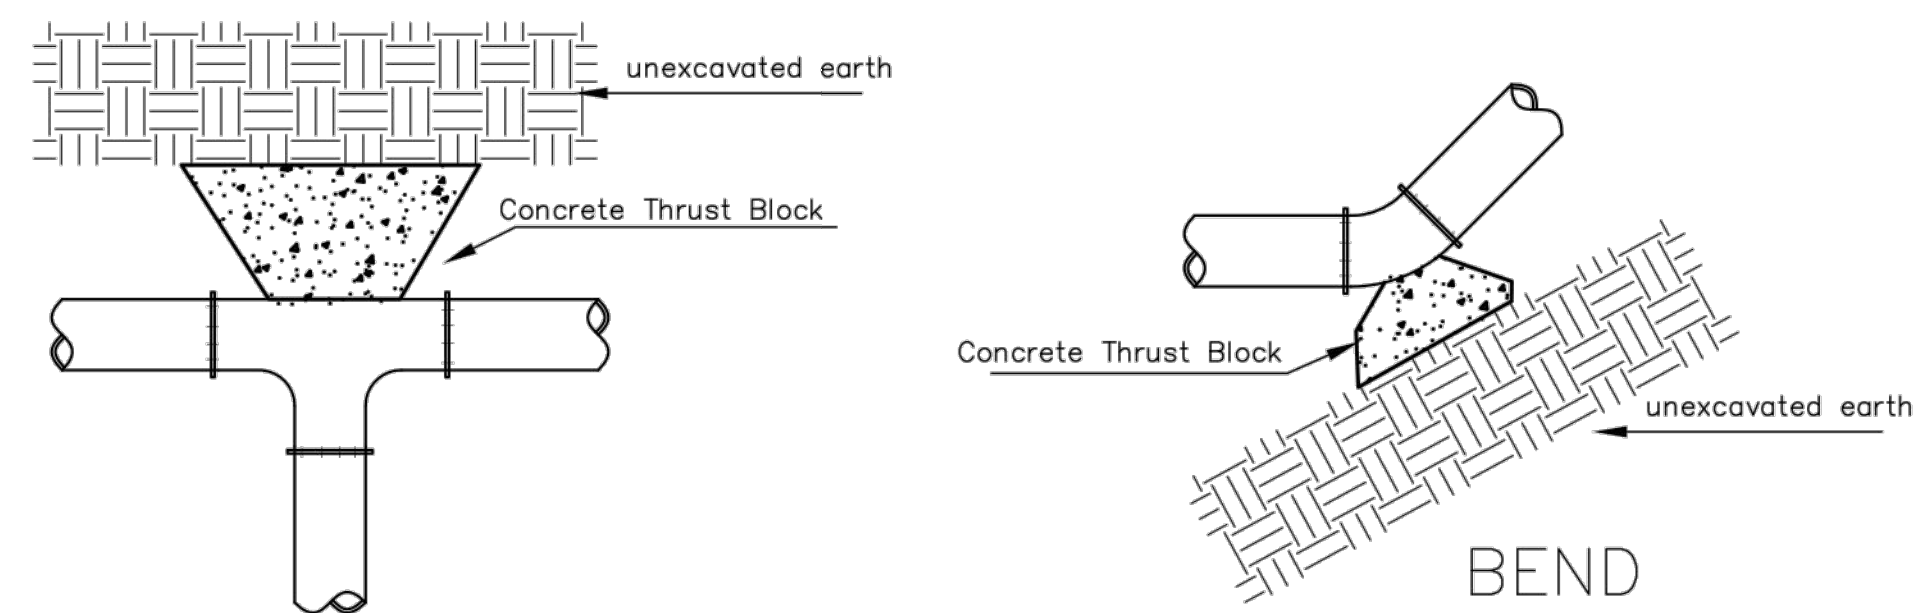 unexcavated earth
Concrete Thrust Block
Concrete Thrust Block
unexcavated earth
BEND